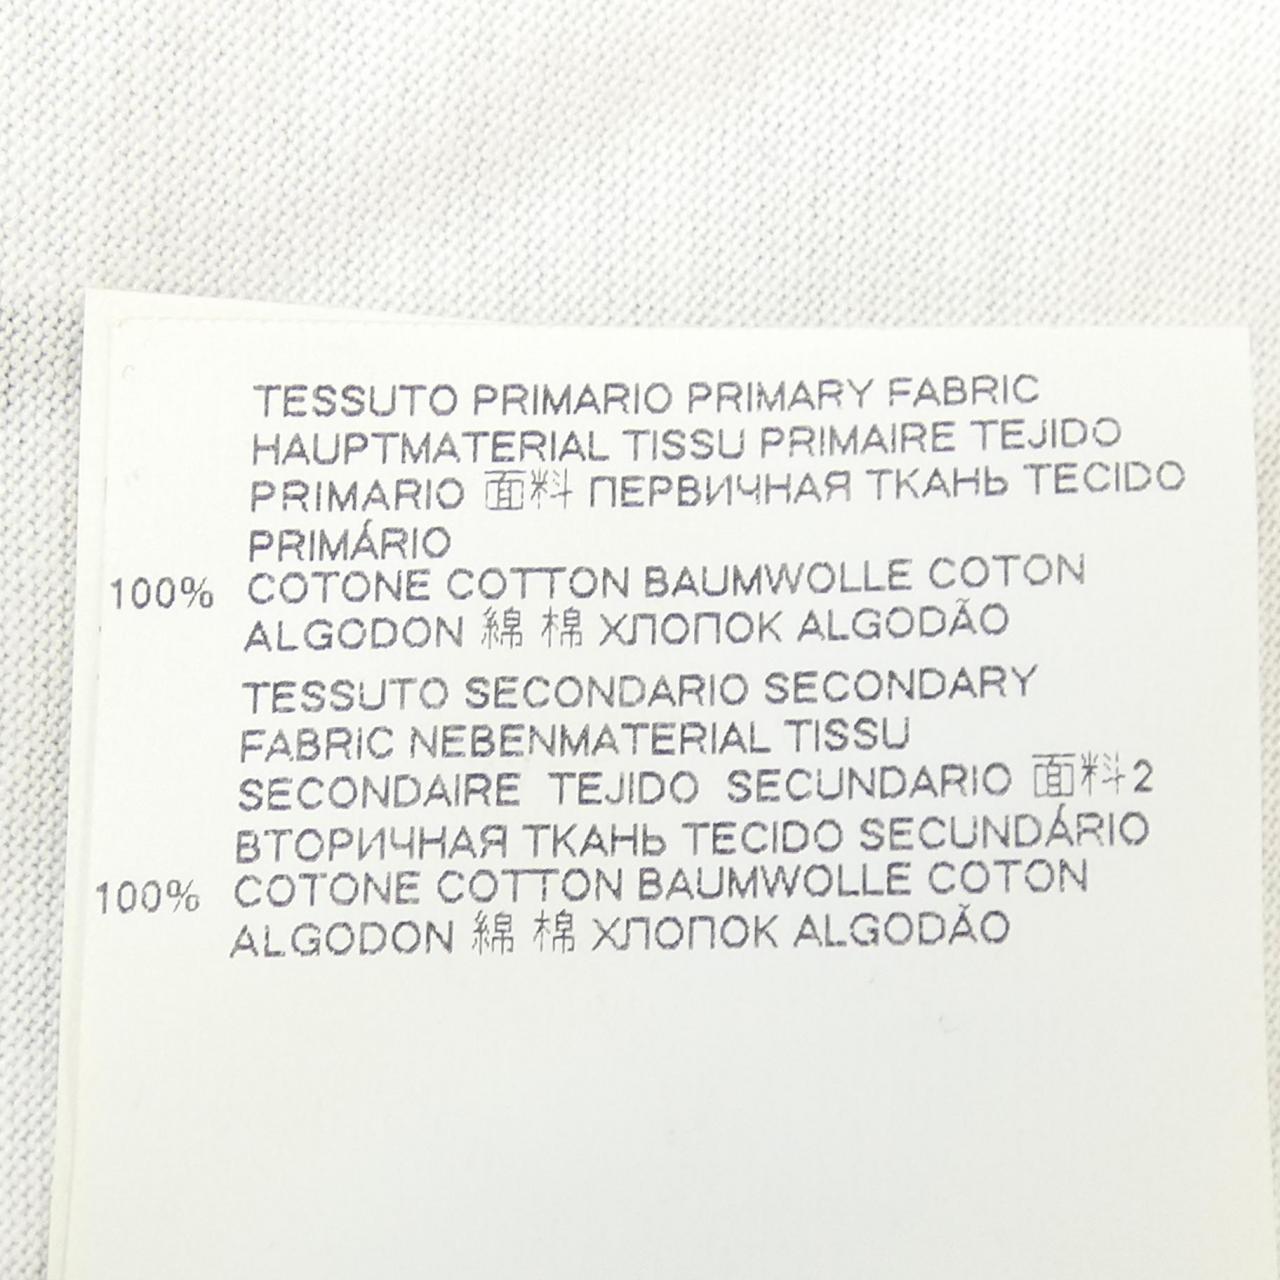 TESSUTO PRIMARIO PRIMARY FABRIC
HAUPTMATERIAL TISSU PRIMAIRE TEJIDO
PRIMARIO 面料 ПЕРВИЧНАЯ ТКАНЬ TECIDO
PRIMÁRIO
100% COTONE COTTON BAUMWOLLE COTON
ALGODON 綿 棉 ХЛОПОК ALGODÃO
TESSUTO SECONDARIO SECONDARY
FABRIC NEBENMATERIAL TISSU
SECONDAIRE TEJIDO SECUNDARIO 面料2
ВТОРИЧНАЯ ТКАНЬ TECIDO SECUNDÁRIO
100% COTONE COTTON BAUMWOLLE COTON
ALGODON 綿 棉 ХЛОПОК ALGODÃO